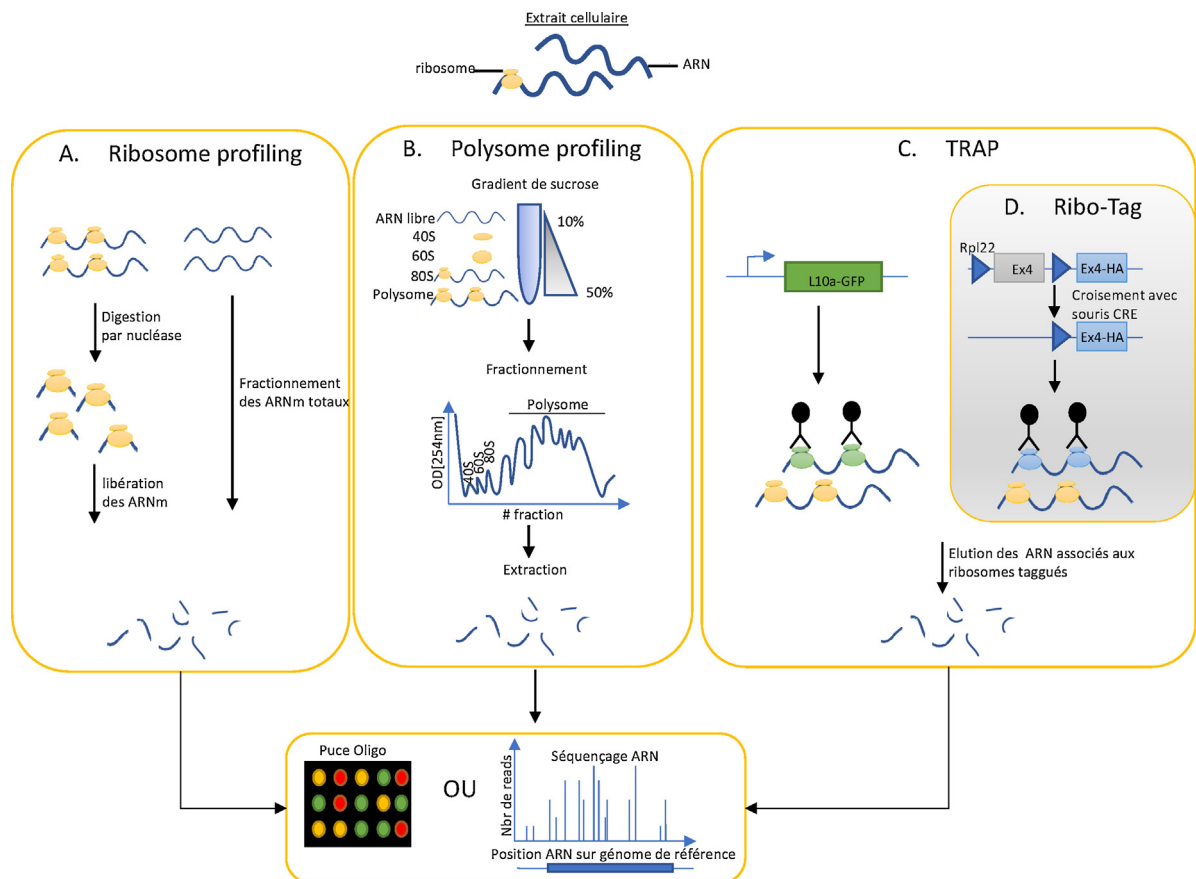 Extrait cellulaire
ribosome
ARN
A. Ribosome profiling
Digestion
par nucléase
Fractionnement
des ARNm totaux
libération
des ARNm
B. Polysome profiling
Gradient de sucrose
ARN libre
40S
60S
80S
Polysome
10%
50%
Fractionnement
Polysome
OD[254nm]
40S
60S
80S
# fraction
Extraction
C. TRAP
L10a-GFP
D. Ribo-Tag
Rpl22
Ex4
Ex4-HA
Croisement avec
souris CRE
Ex4-HA
Elution des ARN associés aux
ribosomes taggués
Puce Oligo
OU
Séquençage ARN
Nbr de reads
Position ARN sur génome de référence